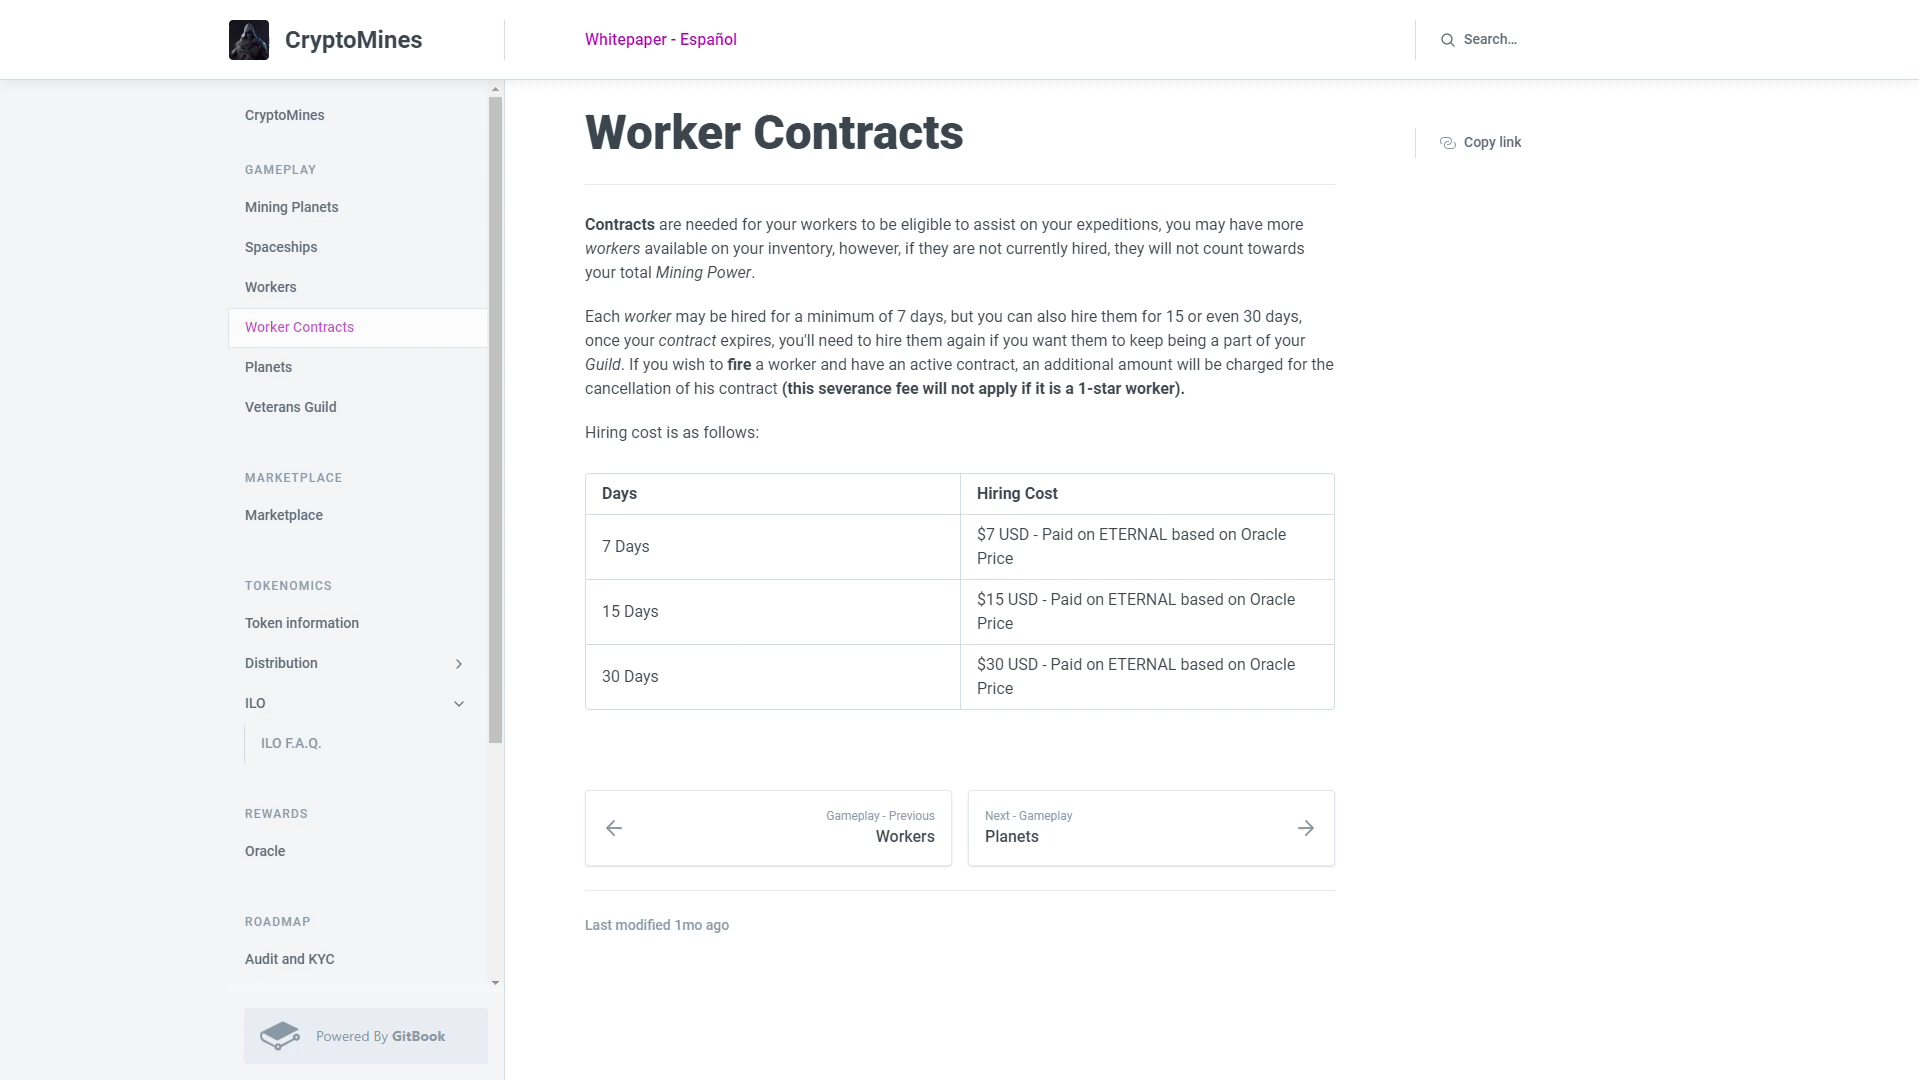 CryptoMines
Whitepaper - Español
Search...
CryptoMines
GAMEPLAY
Mining Planets
Spaceships
Workers
Worker Contracts
Planets
Veterans Guild
MARKETPLACE
Marketplace
TOKENOMICS
Token information
Distribution
ILO
ILO F.A.Q.
REWARDS
Oracle
ROADMAP
Audit and KYC
Powered By GitBook
Worker Contracts
Copy link
Contracts are needed for your workers to be eligible to assist on your expeditions, you may have more
workers available on your inventory, however, if they are not currently hired, they will not count towards
your total Mining Power.
Each worker may be hired for a minimum of 7 days, but you can also hire them for 15 or even 30 days,
once your contract expires, you'll need to hire them again if you want them to keep being a part of your
Guild. If you wish to fire a worker and have an active contract, an additional amount will be charged for the
cancellation of his contract (this severance fee will not apply if it is a 1-star worker).
Hiring cost is as follows:
Days
Hiring Cost
7 Days
$7 USD - Paid on ETERNAL based on Oracle
Price
15 Days
$15 USD - Paid on ETERNAL based on Oracle
Price
30 Days
$30 USD - Paid on ETERNAL based on Oracle
Price
Gameplay - Previous
Workers
Next - Gameplay
Planets
Last modified 1mo ago